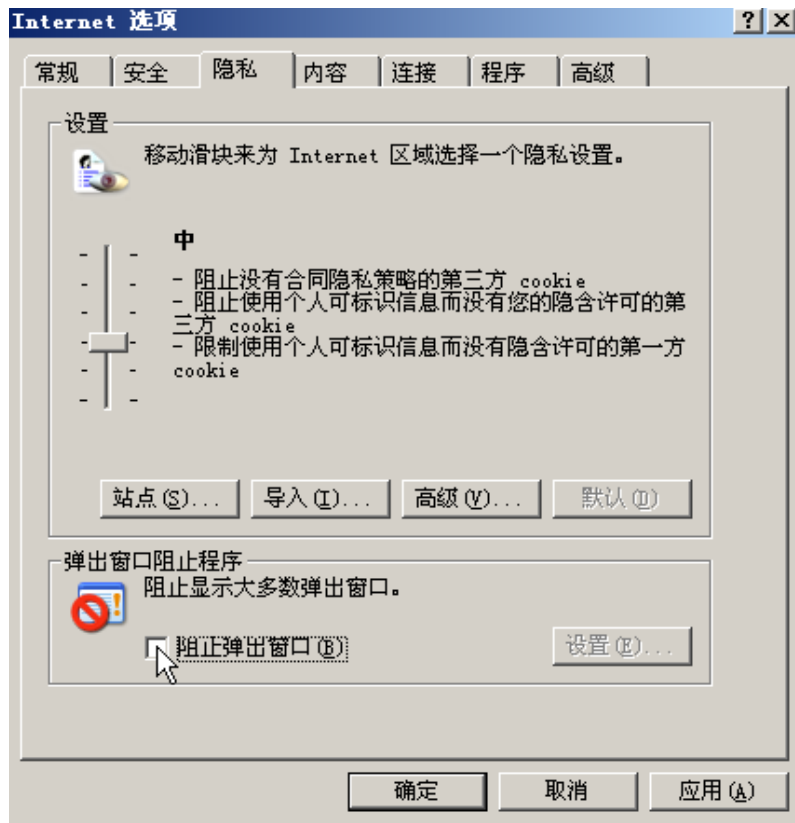 Internet 选项
常规 安全 隐私 内容 连接 程序 高级
设置
移动滑块来为 Internet 区域选择一个隐私设置。
中
- 阻止没有合同隐私策略的第三方 cookie
- 阻止使用个人可标识信息而没有您的隐含许可的第
三方 cookie
- 限制使用个人可标识信息而没有隐含许可的第一方
cookie
站点(S)... 导入(I)... 高级(V)... 默认(D)
弹出窗口阻止程序
阻止显示大多数弹出窗口。
阻止弹出窗口(B) 设置(E)...
确定 取消 应用(A)